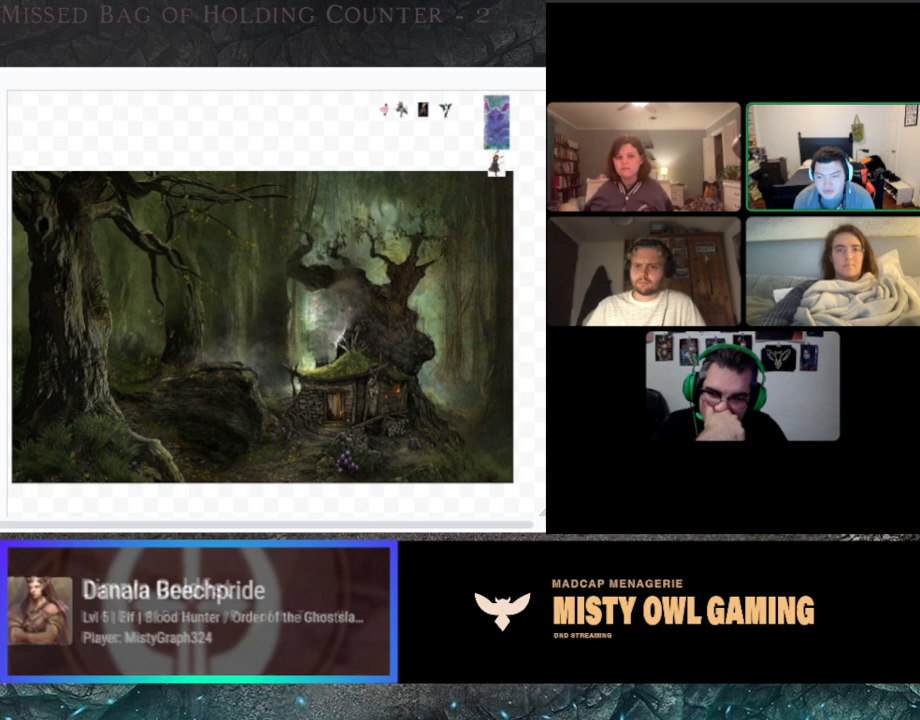 Missed Bag of Holding Counter - 2
Danala Beechpride
Lvl 5 | Elf | Blood Hunter / Order of the Ghostsla...
Player: MistyGraph324
MADCAP MENAGERIE
MISTY OWL GAMING
DND STREAMING